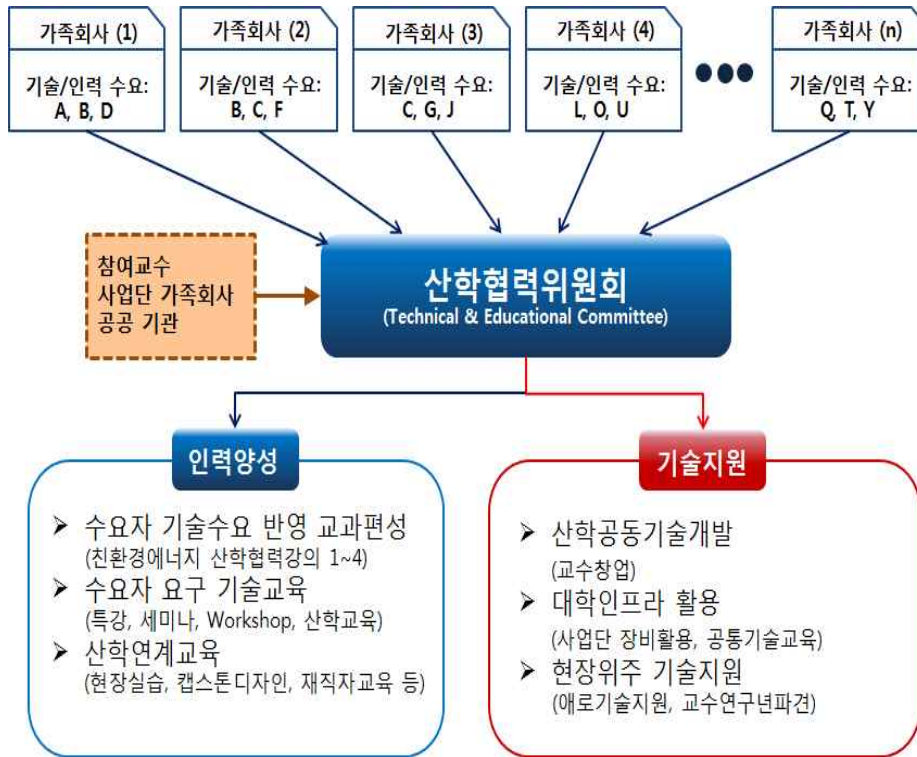 가족회사 (1)
기술/인력 수요:
A, B, D
가족회사 (2)
기술/인력 수요:
B, C, F
가족회사 (3)
기술/인력 수요:
C, G, J
가족회사 (4)
기술/인력 수요:
L, O, U
가족회사 (n)
기술/인력 수요:
Q, T, Y
참여교수
사업단 가족회사
공공 기관
산학협력위원회
(Technical & Educational Committee)
인력양성
➤ 수요자 기술수요 반영 교과편성
(친환경에너지 산학협력강의 1~4)
➤ 수요자 요구 기술교육
(특강, 세미나, Workshop, 산학교육)
➤ 산학연계교육
(현장실습, 캡스톤디자인, 재직자교육 등)
기술지원
➤ 산학공동기술개발
(교수창업)
➤ 대학인프라 활용
(사업단 장비활용, 공통기술교육)
➤ 현장위주 기술지원
(애로기술지원, 교수연구년파견)